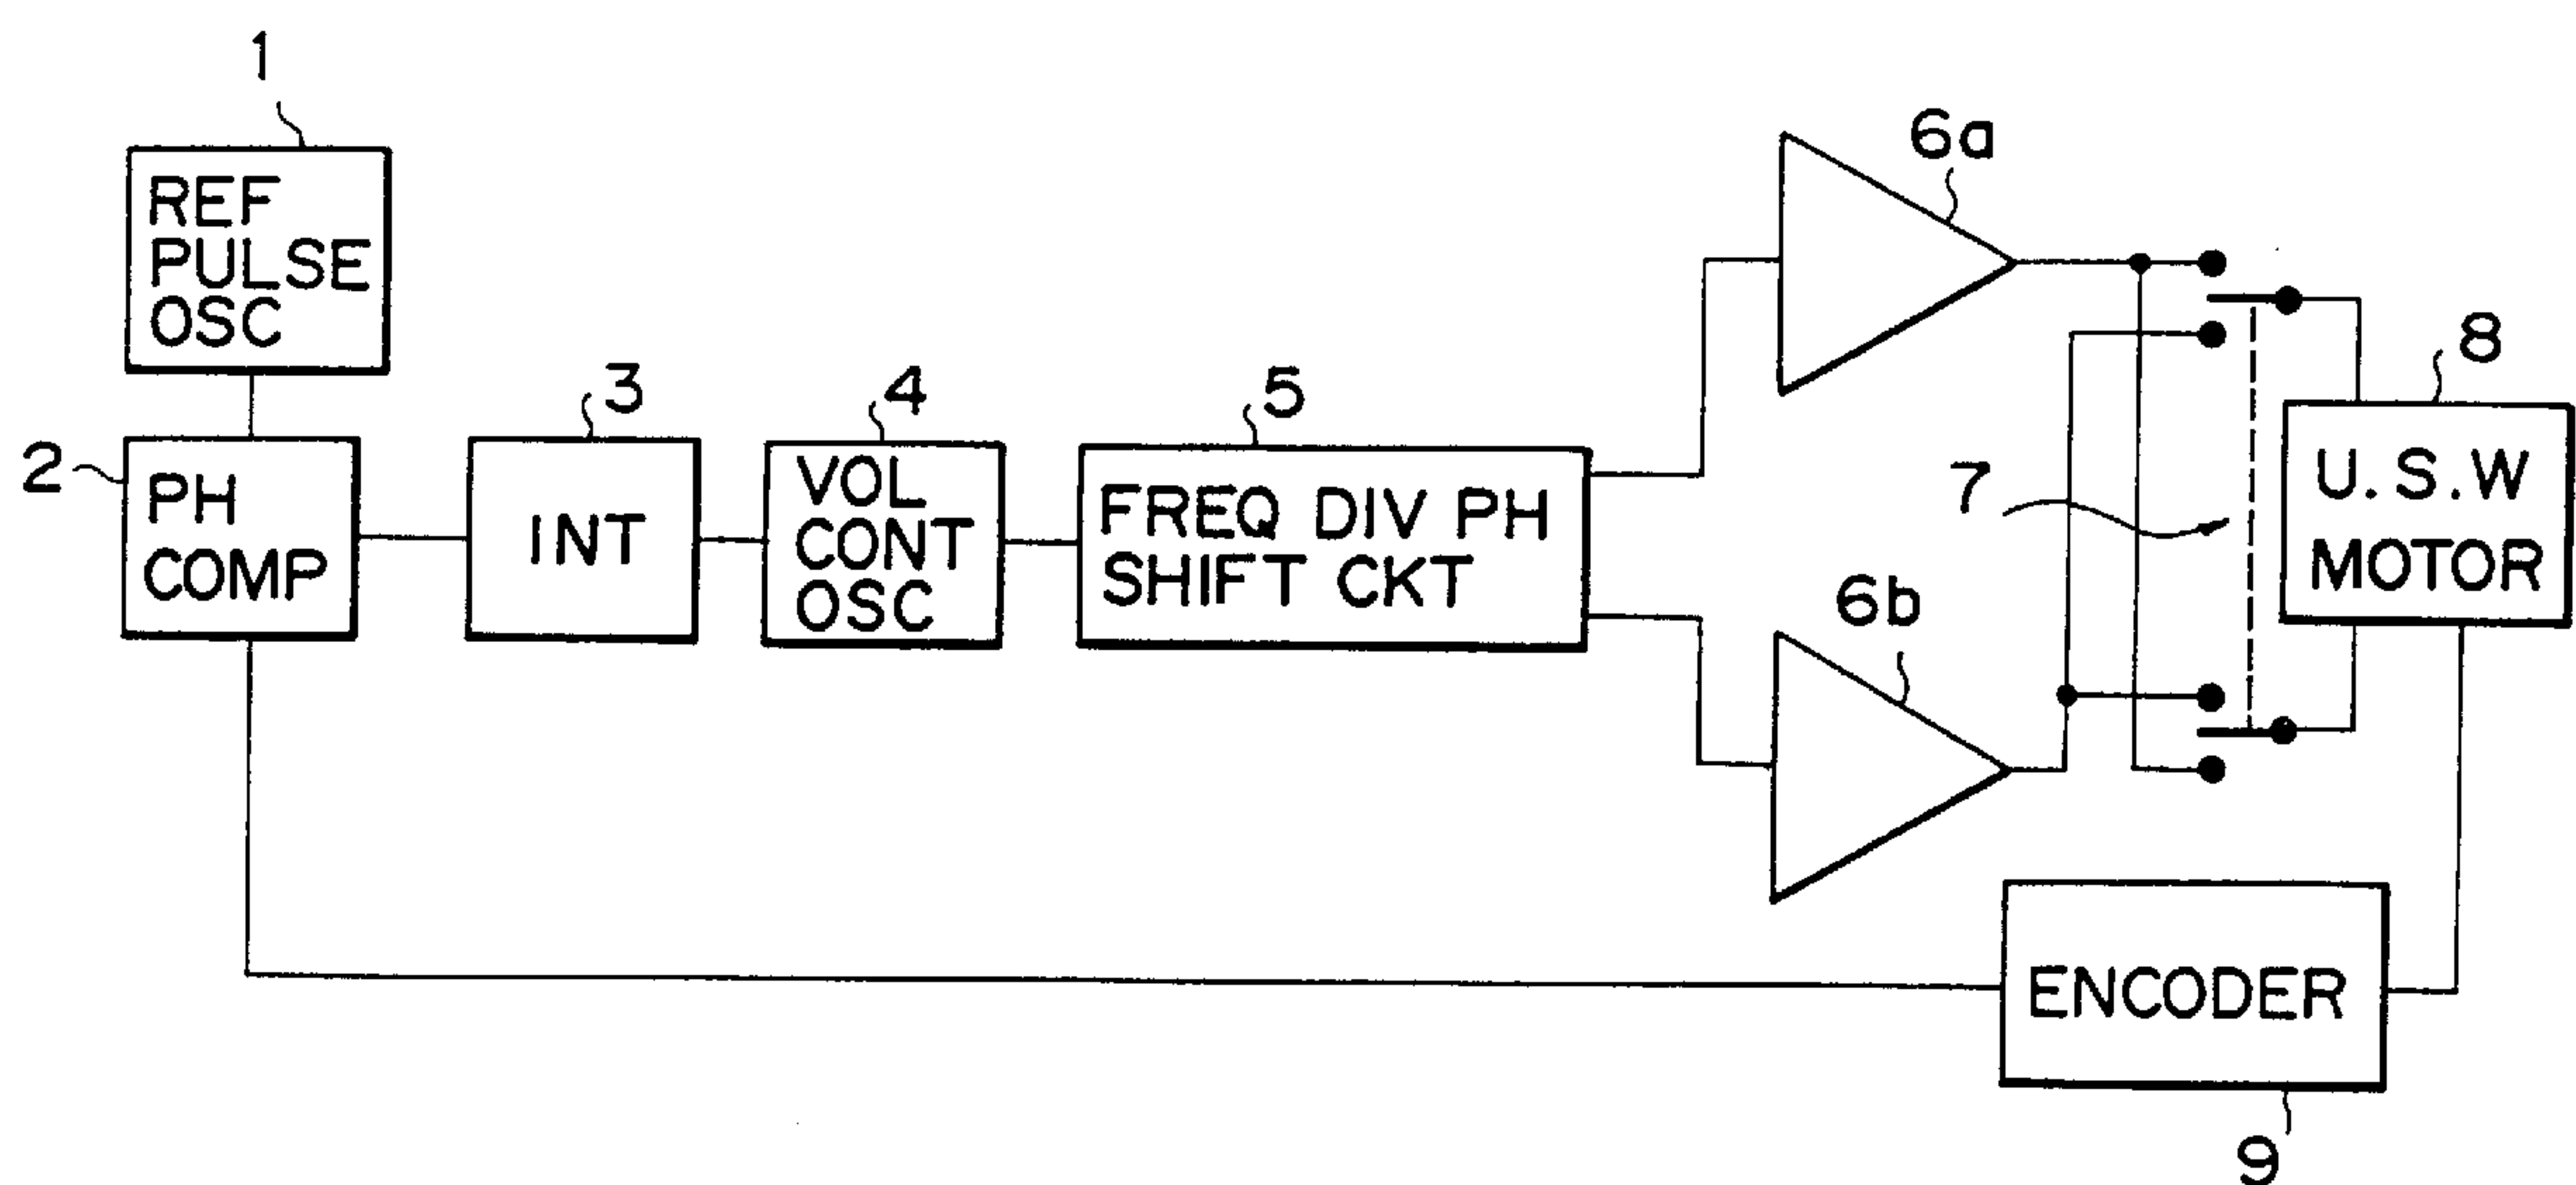 1
REF
PULSE
OSC
2
PH
COMP
3
INT
4
VOL
CONT
OSC
5
FREQ DIV PH
SHIFT CKT
6a
6b
7
8
U.S.W
MOTOR
ENCODER
9